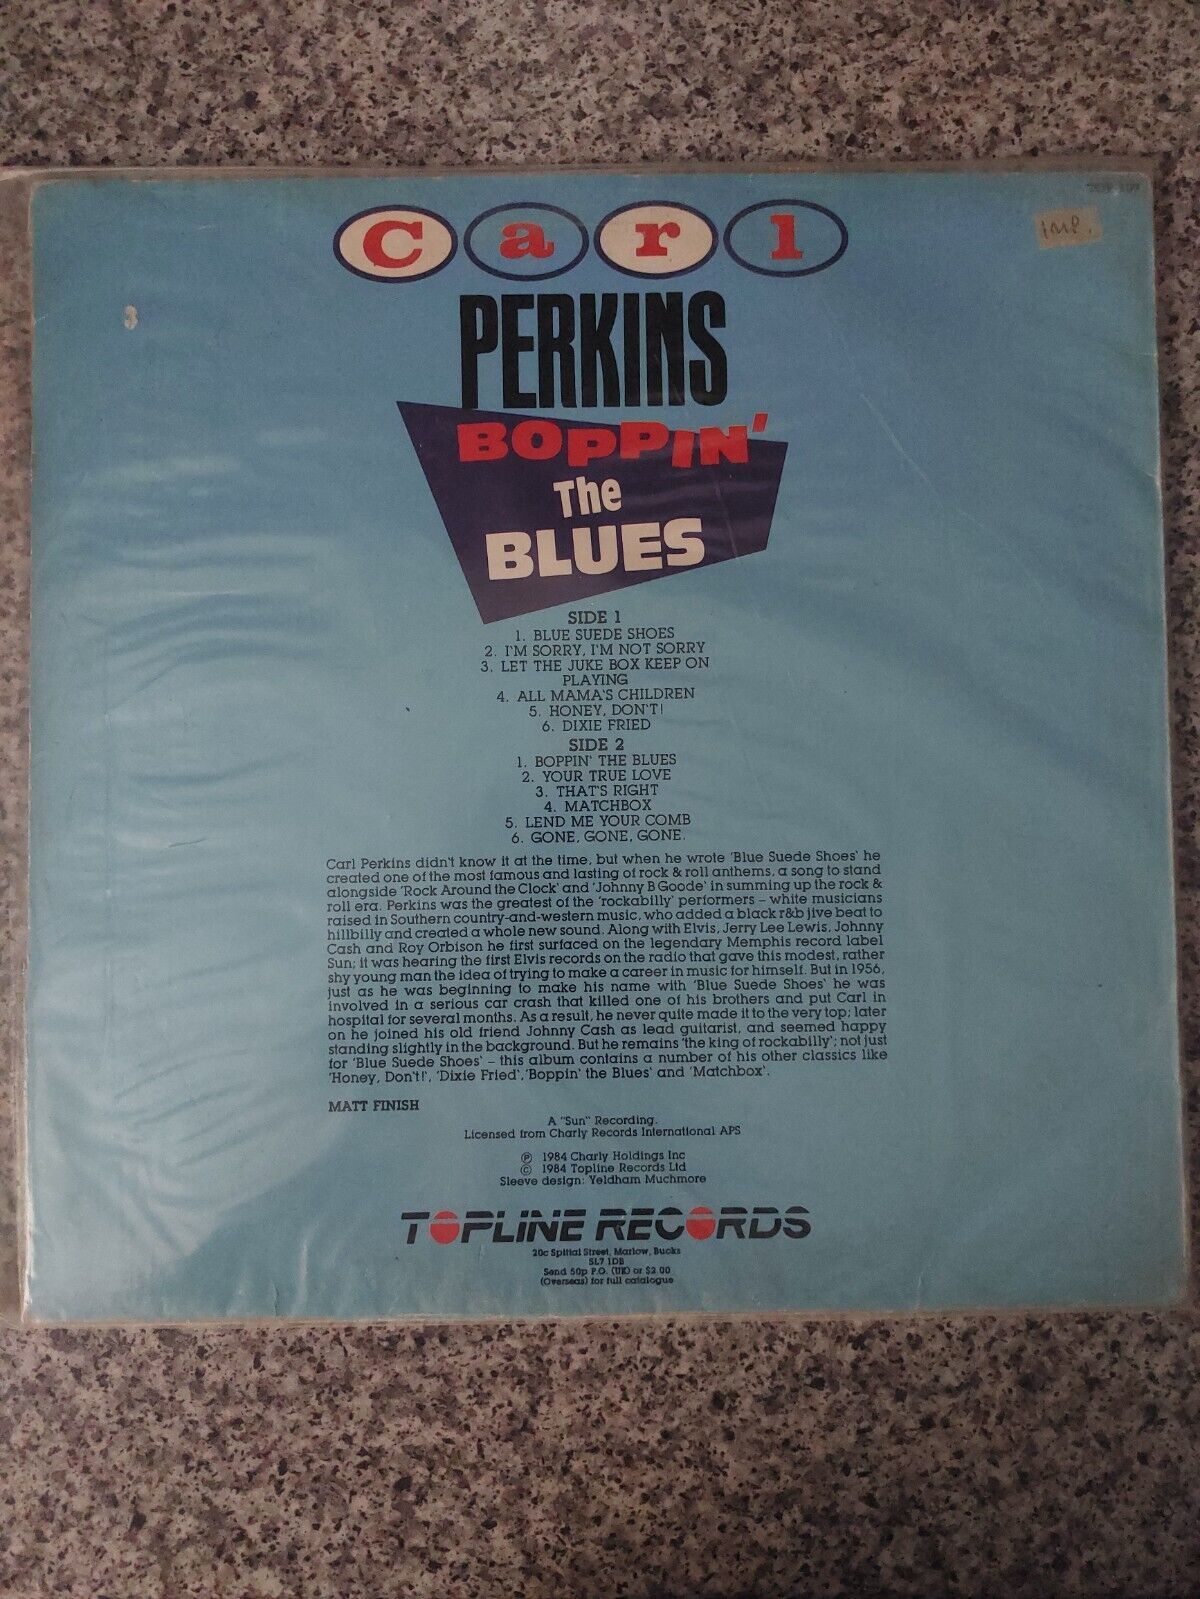 Carl
IMP.
PERKINS
BOPPIN'
The
BLUES
SIDE 1
1. BLUE SUEDE SHOES
2. I'M SORRY, I'M NOT SORRY
3. LET THE JUKE BOX KEEP ON
PLAYING
4. ALL MAMA'S CHILDREN
5. HONEY, DON'T!
6. DIXIE FRIED
SIDE 2
1. BOPPIN' THE BLUES
2. YOUR TRUE LOVE
3. THAT'S RIGHT
4. MATCHBOX
5. LEND ME YOUR COMB
6. GONE, GONE, GONE.
Carl Perkins didn't know it at the time, but when he wrote 'Blue Suede Shoes' he
created one of the most famous and lasting of rock & roll anthems, a song to stand
alongside 'Rock Around the Clock' and 'Johnny B Goode' in summing up the rock &
roll era. Perkins was the greatest of the 'rockabilly' performers – white musicians
raised in Southern country-and-western music, who added a black r&b jive beat to
hillbilly and created a whole new sound. Along with Elvis, Jerry Lee Lewis, Johnny
Cash and Roy Orbison he first surfaced on the legendary Memphis record label
Sun; it was hearing the first Elvis records on the radio that gave this modest, rather
shy young man the idea of trying to make a career in music for himself. But in 1956,
just as he was beginning to make his name with 'Blue Suede Shoes' he was
involved in a serious car crash that killed one of his brothers and put Carl in
hospital for several months. As a result, he never quite made it to the very top; later
on he joined his old friend Johnny Cash as lead guitarist, and seemed happy
standing slightly in the background. But he remains 'the king of rockabilly'; not just
for 'Blue Suede Shoes' – this album contains a number of his other classics like
'Honey, Don't!', 'Dixie Fried', 'Boppin' the Blues' and 'Matchbox'.
MATT FINISH
A "Sun" Recording.
Licensed from Charly Records International APS
Ⓟ 1984 Charly Holdings Inc
© 1984 Topline Records Ltd
Sleeve design: Yeldham Muchmore
TOPLINE RECORDS
20c Spittal Street, Marlow, Bucks
SL7 1DB
Send 50p P.O. (UK) or $2.00
(Overseas) for full catalogue